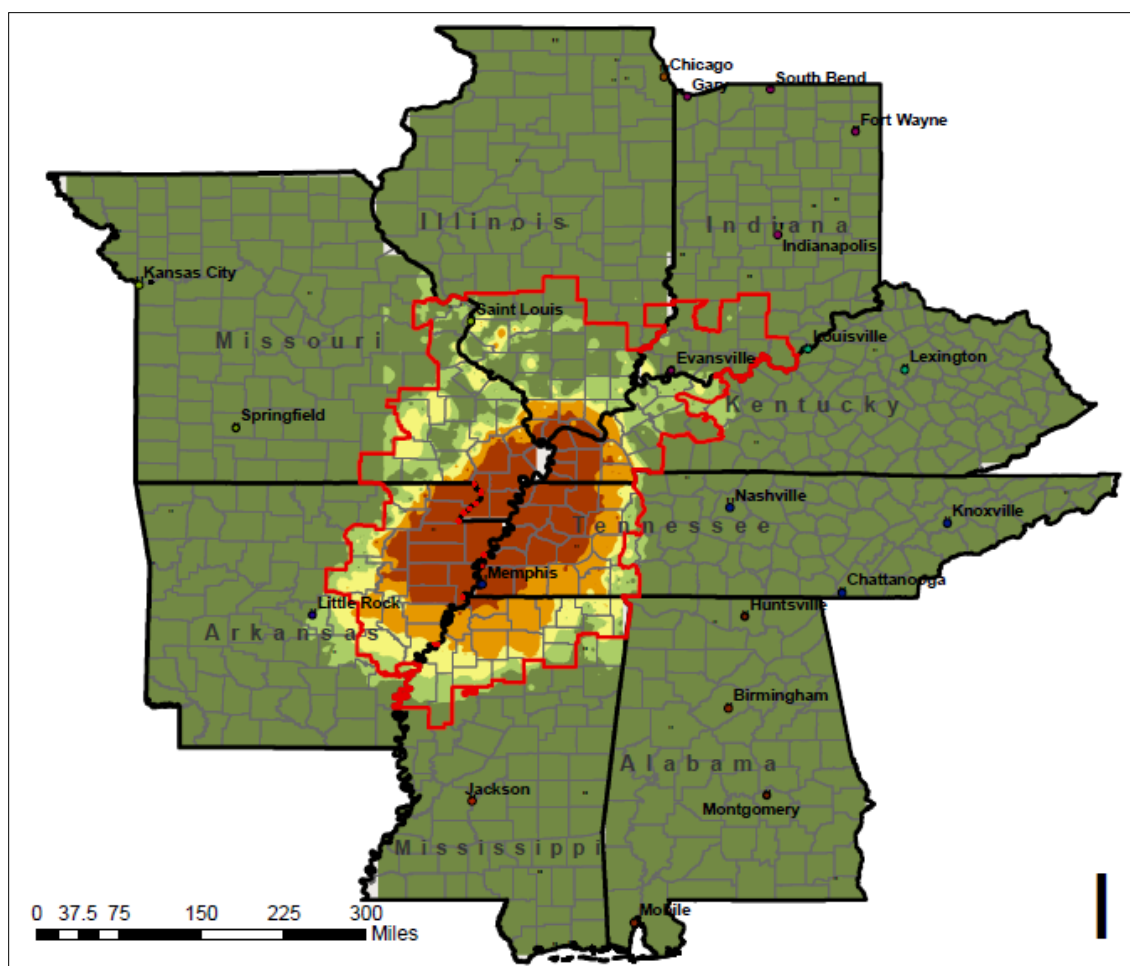 Chicago
Gary
South Bend
Fort Wayne
Illinois
Indiana
Indianapolis
Kansas City
Saint Louis
Missouri
Louisville
Evansville
Lexington
Kentucky
Springfield
Nashville
Knoxville
Tennessee
Memphis
Chattanooga
Little Rock
Huntsville
Arkansas
Birmingham
Alabama
Jackson
Montgomery
Mississippi
Mobile
0 37.5 75 150 225 300
Miles